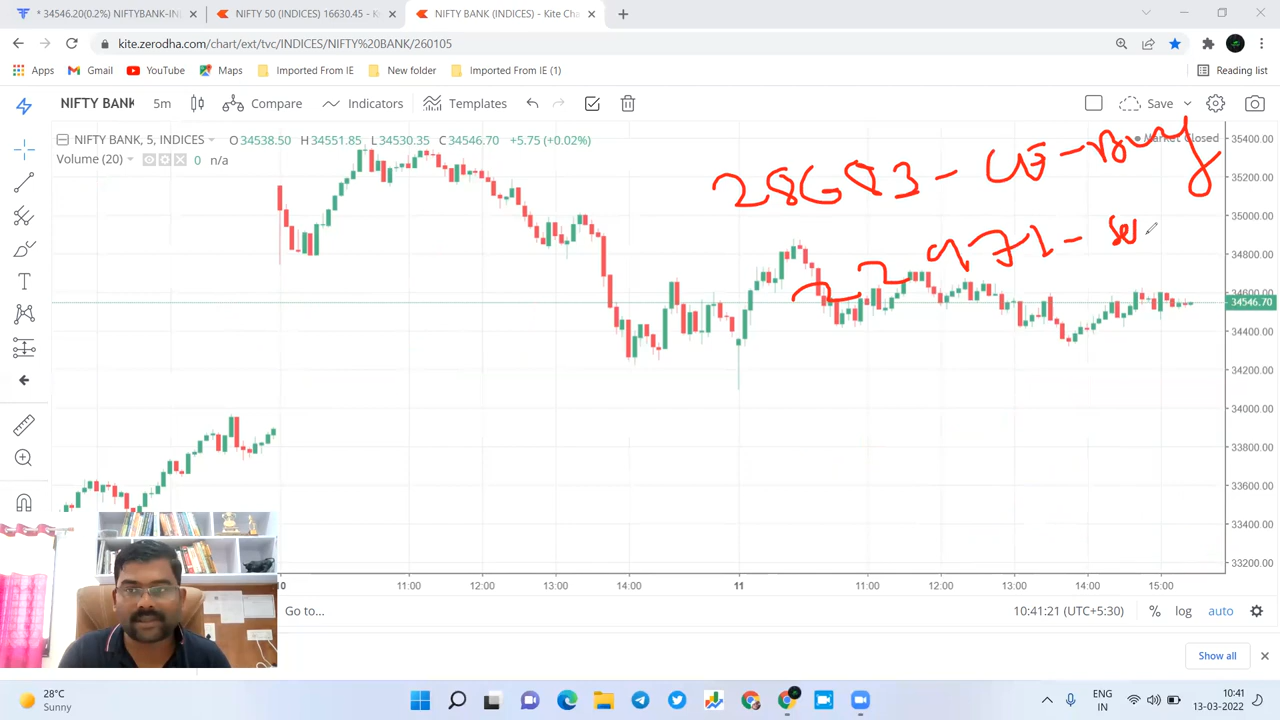 * 34546.20(0.2%) NIFTYBANK-IN
NIFTY 50 (INDICES) 16630.45 - Ki
NIFTY BANK (INDICES) - Kite Cha
kite.zerodha.com/chart/ext/tvc/INDICES/NIFTY%20BANK/260105
Apps Gmail YouTube Maps Imported From IE New folder Imported From IE (1) Reading list
NIFTY BANK 5m Compare Indicators Templates Save
NIFTY BANK, 5, INDICES O34538.50 H34551.85 L34530.35 C34546.70 +5.75 (+0.02%)
Volume (20) 0 n/a
Market Closed
28683 - CE - Buy
22971 - Se
35400.00
35200.00
35000.00
34800.00
34600.00
34546.70
34400.00
34200.00
34000.00
33800.00
33600.00
33400.00
33200.00
10 11:00 12:00 13:00 14:00 11 11:00 12:00 13:00 14:00 15:00
Go to... 10:41:21 (UTC+5:30) % log auto
Show all
28°C
Sunny
ENG
IN
10:41
13-03-2022